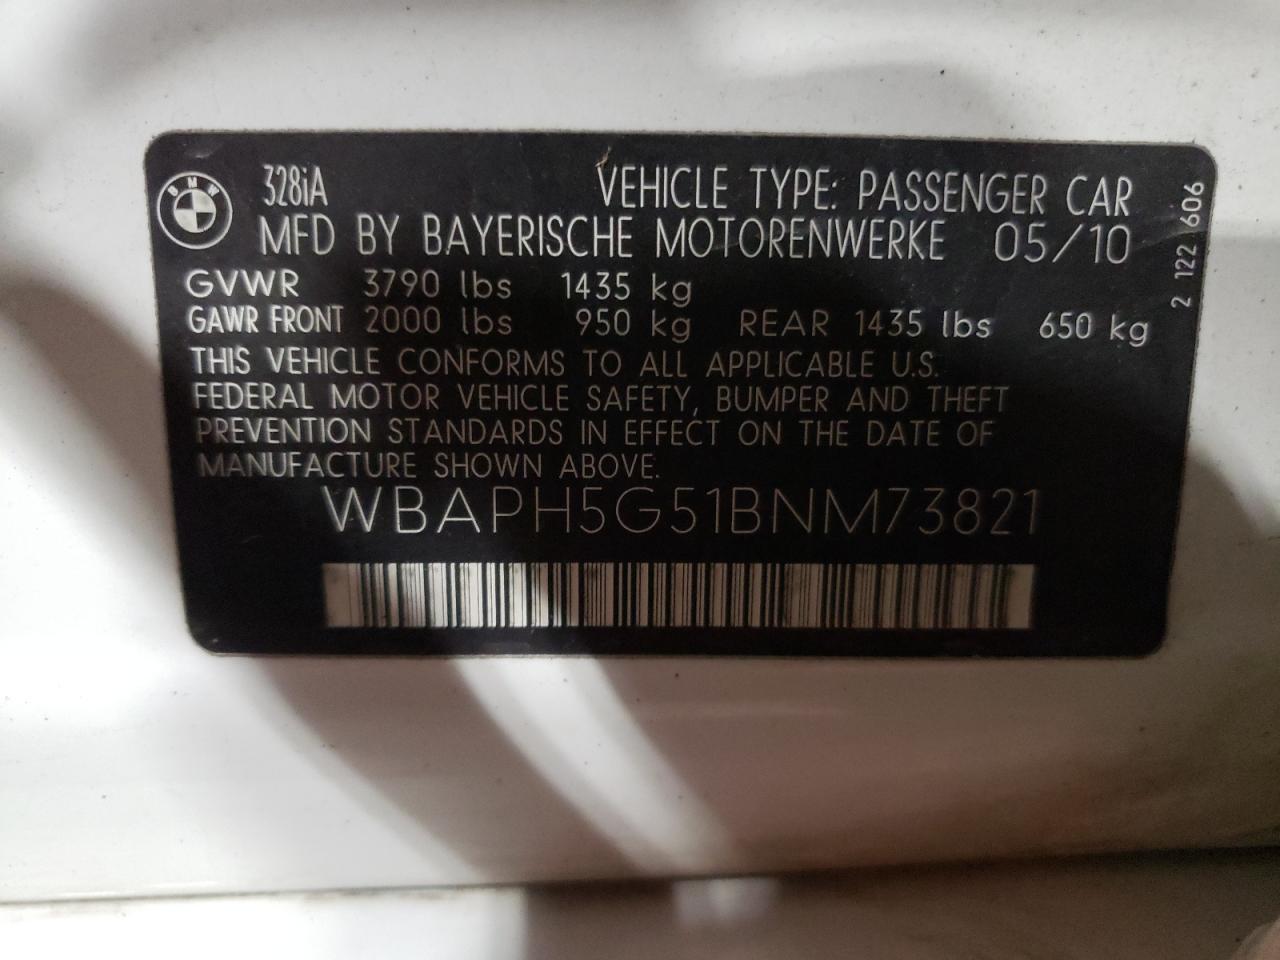 BMW
328iA VEHICLE TYPE: PASSENGER CAR
MFD BY BAYERISCHE MOTORENWERKE 05/10
GVWR 3790 lbs 1435 kg
GAWR FRONT 2000 lbs 950 kg REAR 1435 lbs 650 kg
THIS VEHICLE CONFORMS TO ALL APPLICABLE U.S.
FEDERAL MOTOR VEHICLE SAFETY, BUMPER AND THEFT
PREVENTION STANDARDS IN EFFECT ON THE DATE OF
MANUFACTURE SHOWN ABOVE.
WBAPH5G51BNM73821
2 122 606